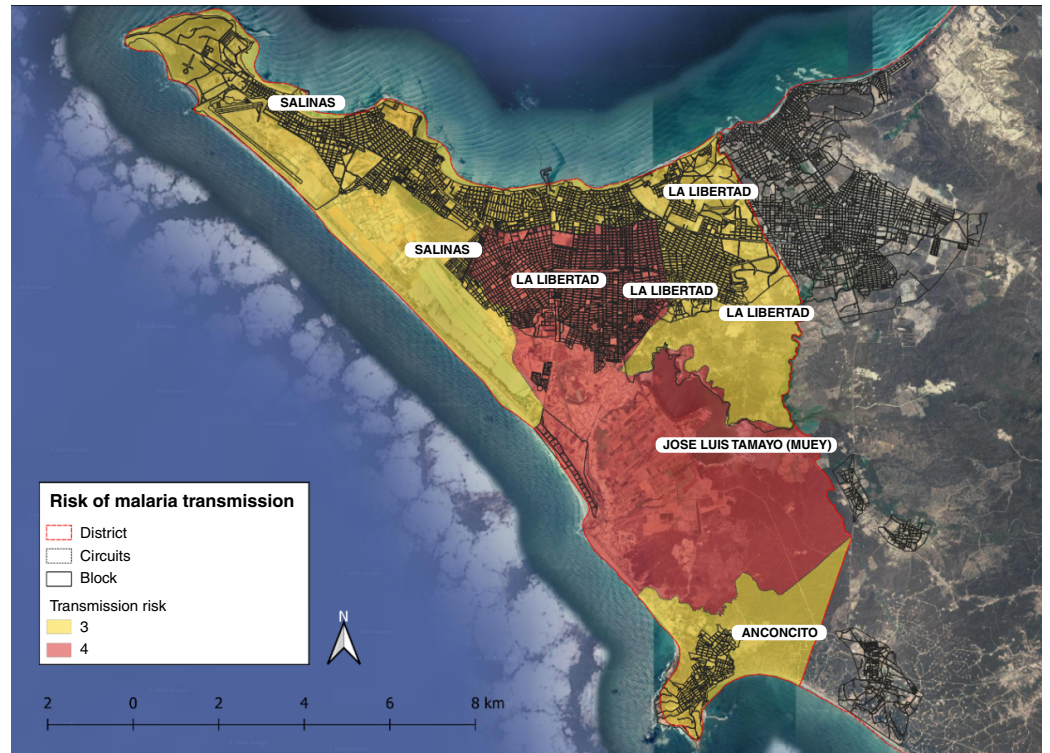 SALINAS
LA LIBERTAD
SALINAS
LA LIBERTAD
LA LIBERTAD
LA LIBERTAD
JOSE LUIS TAMAYO (MUEY)
ANCONCITO
Risk of malaria transmission
District
Circuits
Block
Transmission risk
3
4
N
2 0 2 4 6 8 km